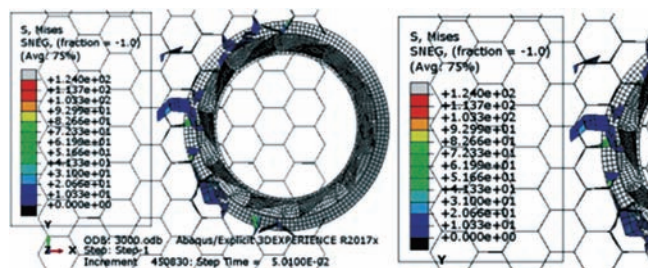 S, Mises
SNEG, (fraction = -1.0)
(Avg: 75%)
+1.240e+02
+1.137e+02
+1.033e+02
+9.299e+01
+8.266e+01
+7.233e+01
+6.199e+01
+5.166e+01
+4.133e+01
+3.100e+01
+2.066e+01
+1.033e+01
+0.000e+00
Y
Z X
ODB: 3000.odb Abaqus/Explicit 3DEXPERIENCE R2017x
Step: Step-1
Increment 450830: Step Time = 5.0100E-02
S, Mises
SNEG, (fraction = -1.0)
(Avg: 75%)
+1.240e+02
+1.137e+02
+1.033e+02
+9.299e+01
+8.266e+01
+7.233e+01
+6.199e+01
+5.166e+01
+4.133e+01
+3.100e+01
+2.066e+01
+1.033e+01
+0.000e+00
Y